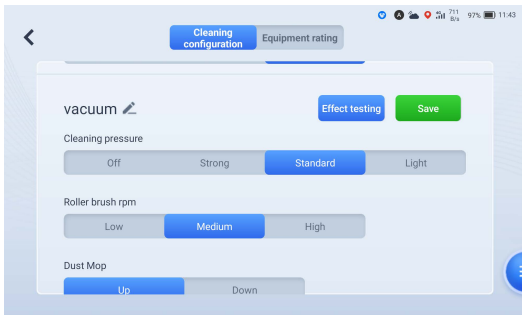 711
B/s 97% 11:43
Cleaning
configuration
Equipment rating
vacuum
Effect testing
Save
Cleaning pressure
Off Strong Standard Light
Roller brush rpm
Low Medium High
Dust Mop
Up Down